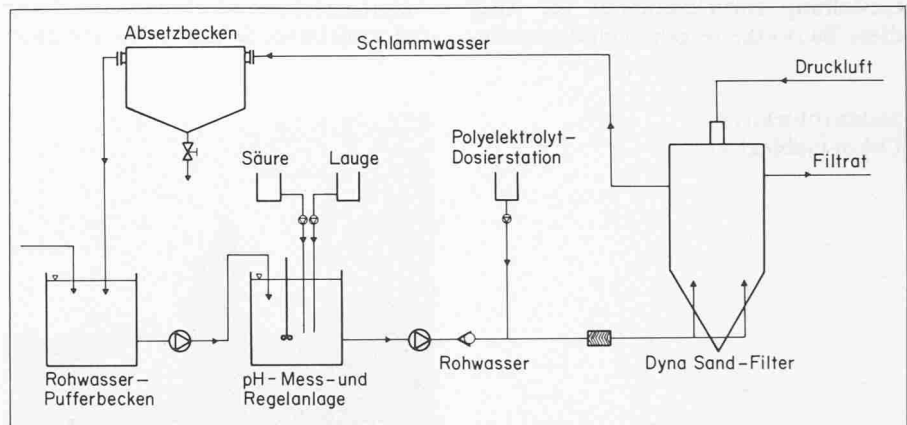 Absetzbecken
Schlammwasser
Druckluft
Polyelektrolyt-
Dosierstation
Säure
Lauge
Filtrat
Rohwasser-
Pufferbecken
pH-Mess-und
Regelanlage
Rohwasser
Dyna Sand-Filter